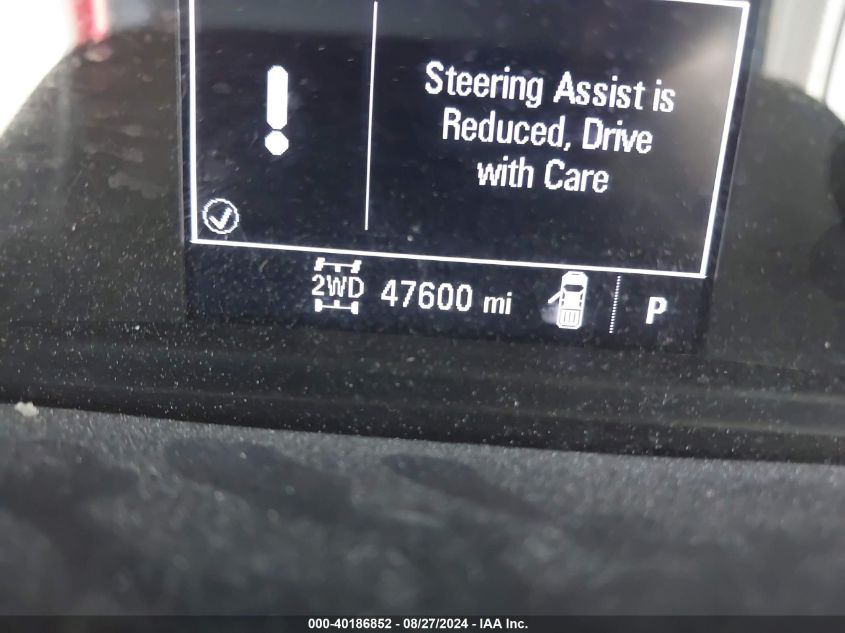 Steering Assist is
Reduced, Drive
with Care
2WD 47600 mi P
000-40186852 - 08/27/2024 - IAA Inc.